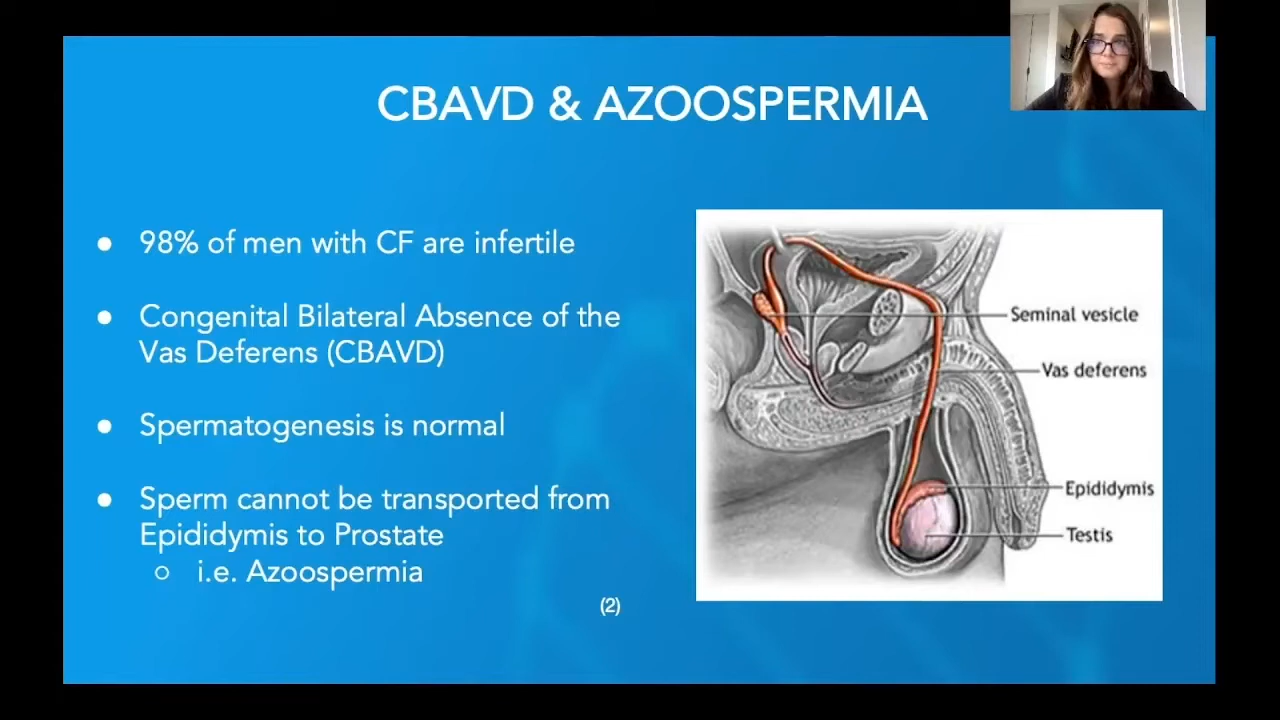 CBAVD & AZOOSPERMIA
● 98% of men with CF are infertile
● Congenital Bilateral Absence of the
Vas Deferens (CBAVD)
● Spermatogenesis is normal
● Sperm cannot be transported from
Epididymis to Prostate
○ i.e. Azoospermia
(2)
Seminal vesicle
Vas deferens
Epididymis
Testis